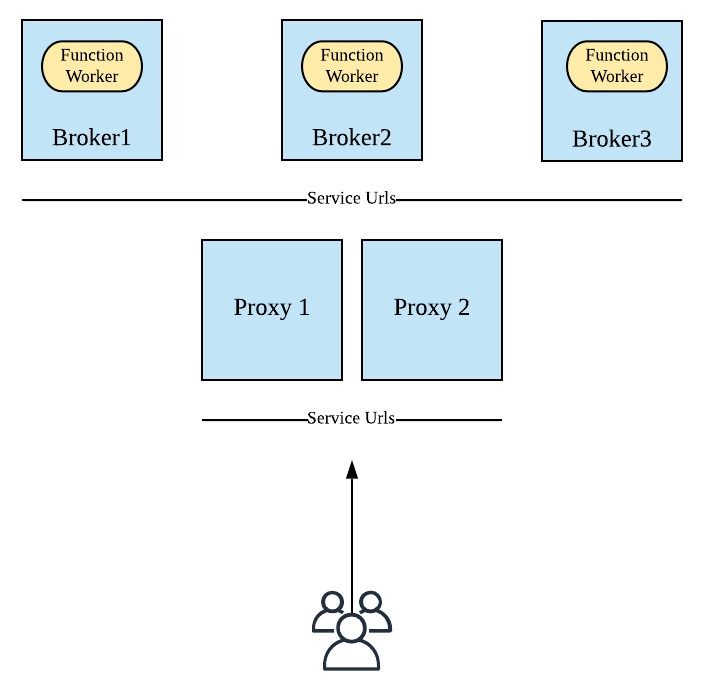 Function
Worker
Broker1
Function
Worker
Broker2
Function
Worker
Broker3
Service Urls
Proxy 1
Proxy 2
Service Urls